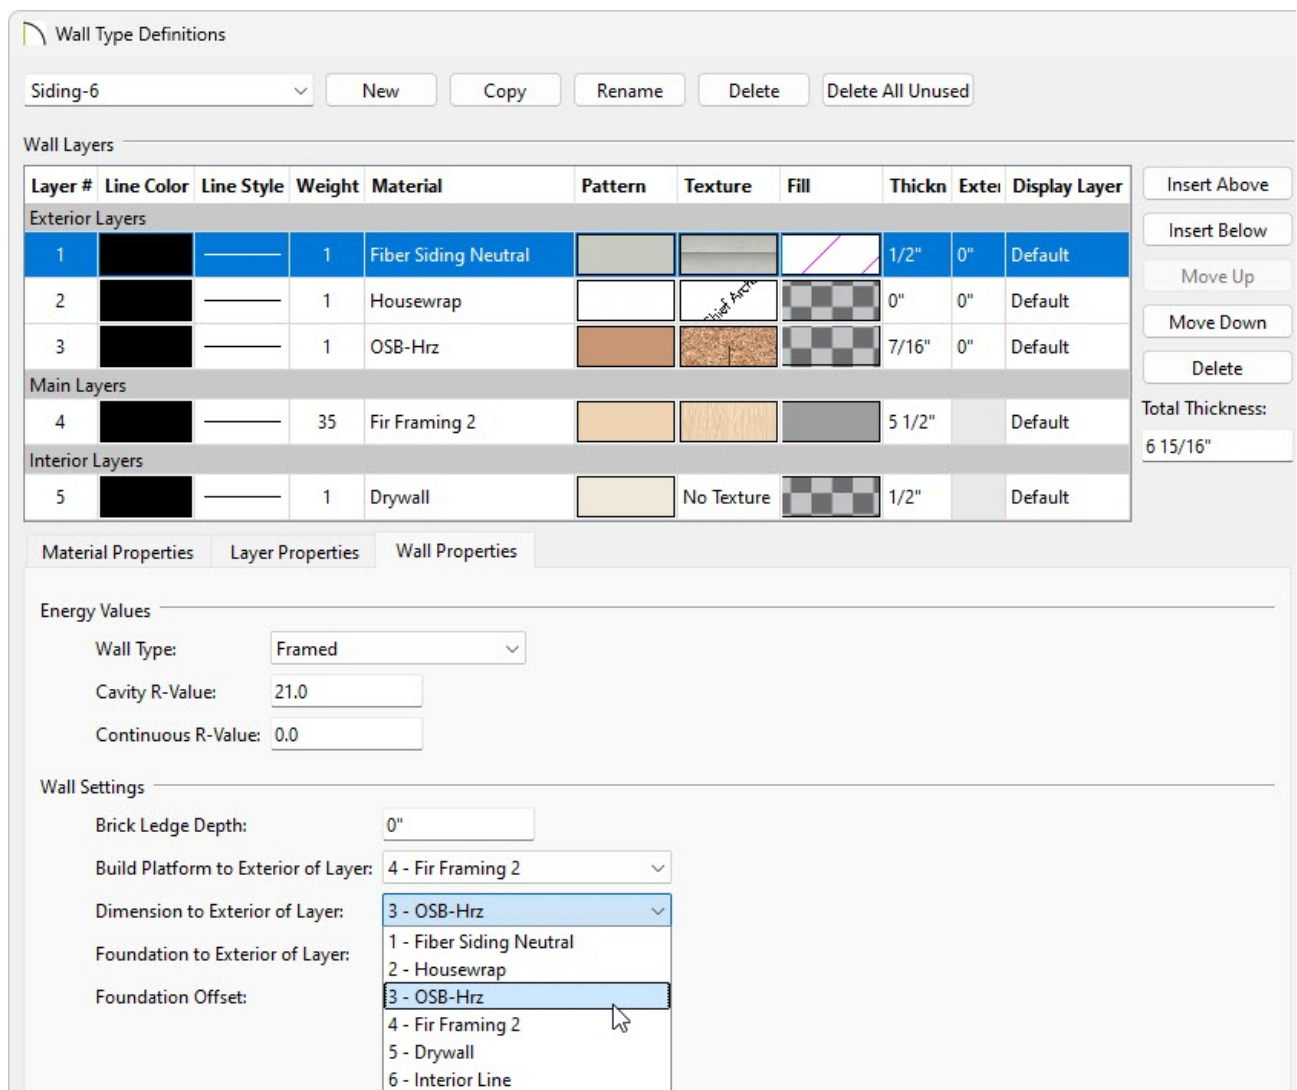 Wall Type Definitions
Siding-6 New Copy Rename Delete Delete All Unused
Wall Layers
Layer # Line Color Line Style Weight Material Pattern Texture Fill Thickn Exter Display Layer Insert Above
Exterior Layers
Insert Below
1 1 Fiber Siding Neutral 1/2" 0" Default
Move Up
2 1 Housewrap Chief Archi 0" 0" Default
Move Down
3 1 OSB-Hrz 7/16" 0" Default
Delete
Main Layers
Total Thickness:
4 35 Fir Framing 2 5 1/2" Default
6 15/16"
Interior Layers
5 1 Drywall No Texture 1/2" Default
Material Properties Layer Properties Wall Properties
Energy Values
Wall Type: Framed
Cavity R-Value: 21.0
Continuous R-Value: 0.0
Wall Settings
Brick Ledge Depth: 0"
Build Platform to Exterior of Layer: 4 - Fir Framing 2
Dimension to Exterior of Layer: 3 - OSB-Hrz
1 - Fiber Siding Neutral
Foundation to Exterior of Layer:
2 - Housewrap
Foundation Offset: 3 - OSB-Hrz
4 - Fir Framing 2
5 - Drywall
6 - Interior Line